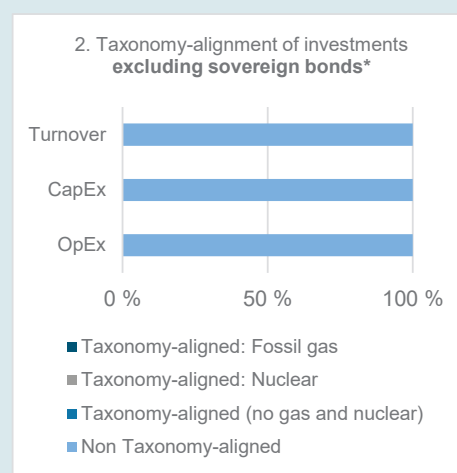 2. Taxonomy-alignment of investments
excluding sovereign bonds*
Turnover
CapEx
OpEx
0 %
50 %
100 %
Taxonomy-aligned: Fossil gas
Taxonomy-aligned: Nuclear
Taxonomy-aligned (no gas and nuclear)
Non Taxonomy-aligned